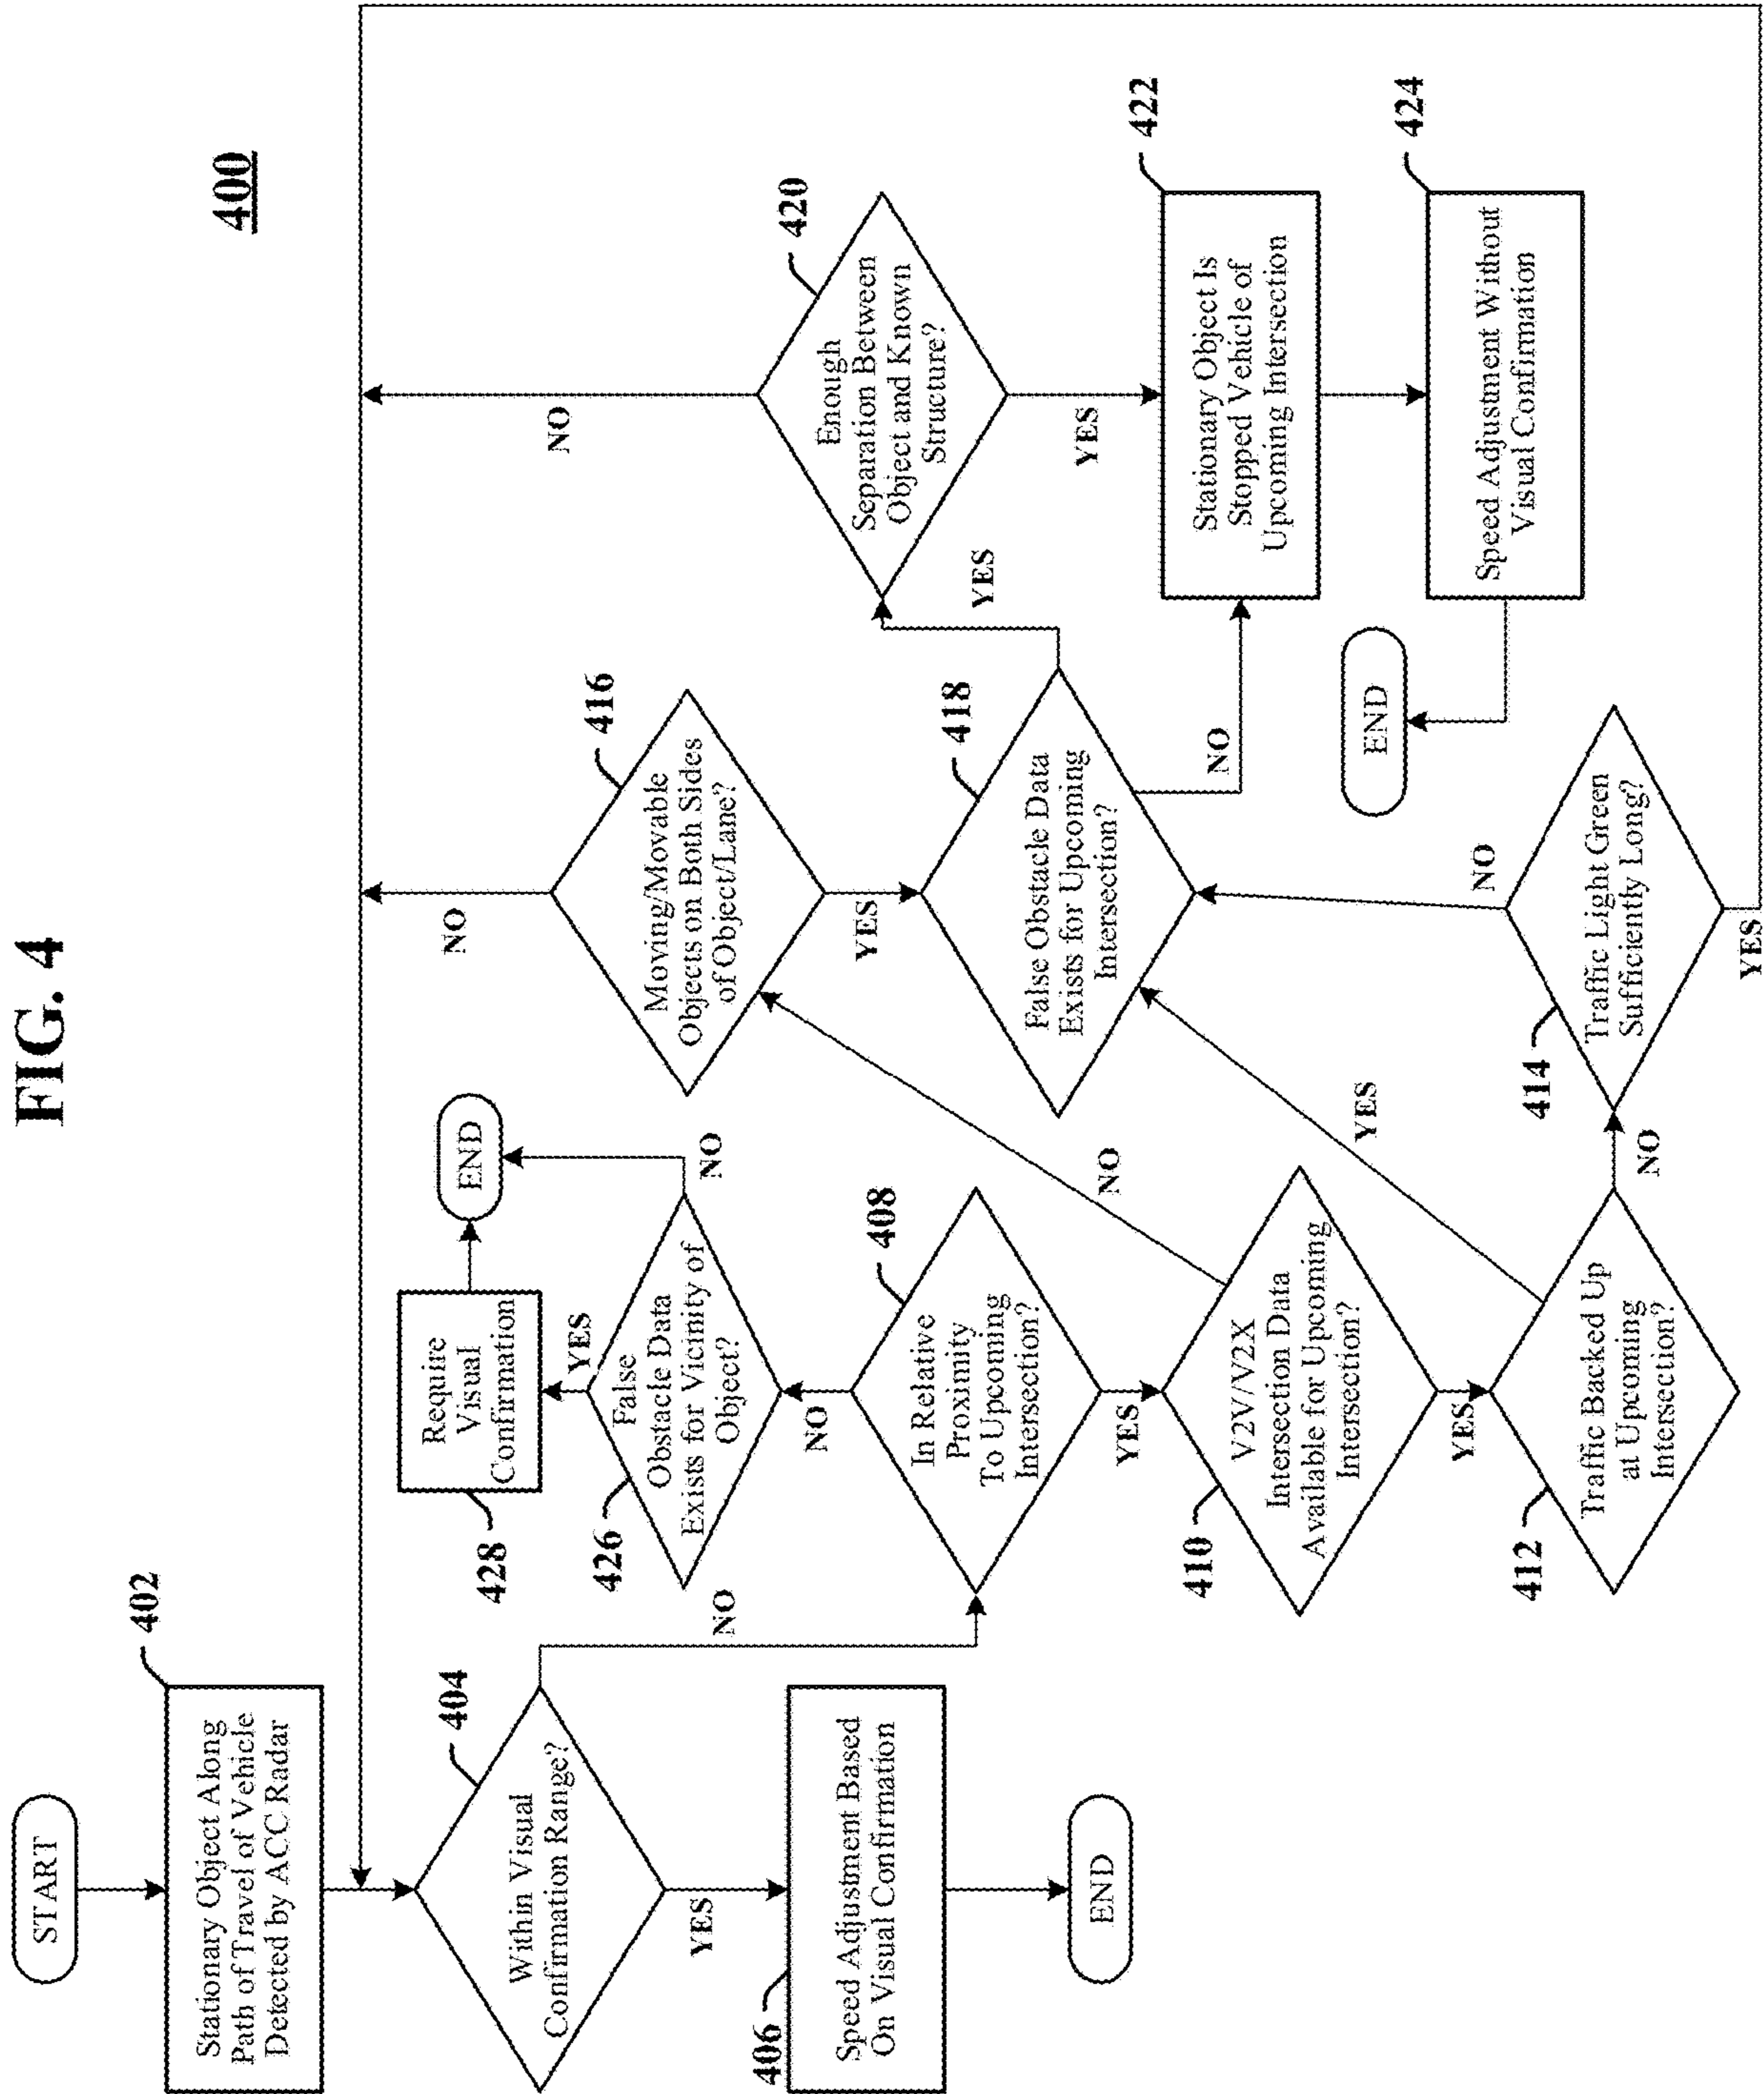 FIG. 4
400
START
402
Stationary Object Along
Path of Travel of Vehicle
Detected by ACC Radar
404
Within Visual
Confirmation Range?
NO
YES
406
Speed Adjustment Based
On Visual Confirmation
END
428
Require
Visual
Confirmation
END
YES
NO
426
False
Obstacle Data
Exists for Vicinity of
Object?
NO
408
In Relative
Proximity
To Upcoming
Intersection?
YES
410
V2V/V2X
Intersection Data
Available for Upcoming
Intersection?
NO
YES
412
Traffic Backed Up
at Upcoming
Intersection?
YES
NO
414
Traffic Light Green
Sufficiently Long?
NO
YES
416
Moving/Movable
Objects on Both Sides
of Object/Lane?
NO
YES
418
False Obstacle Data
Exists for Upcoming
Intersection?
YES
NO
420
Enough
Separation Between
Object and Known
Structure?
NO
YES
422
Stationary Object Is
Stopped Vehicle of
Upcoming Intersection
424
Speed Adjustment Without
Visual Confirmation
END